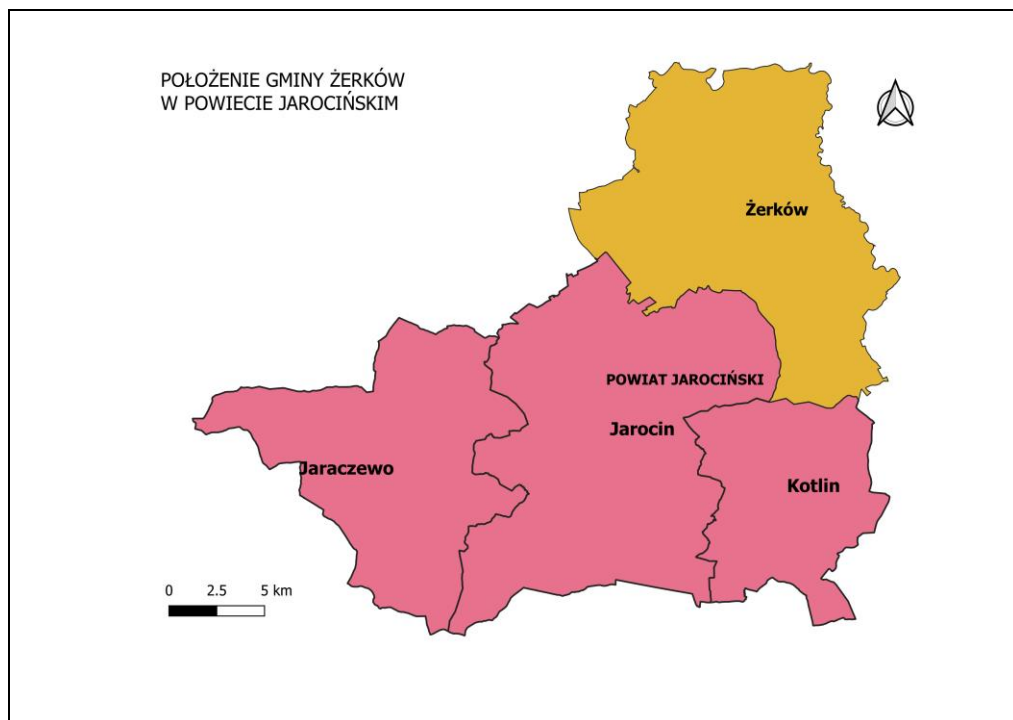 POŁOŻENIE GMINY ŻERKÓW
W POWIECIE JAROCIŃSKIM
Żerków
POWIAT JAROCIŃSKI
Jarocin
Jaraczewo
Kotlin
0 2.5 5 km